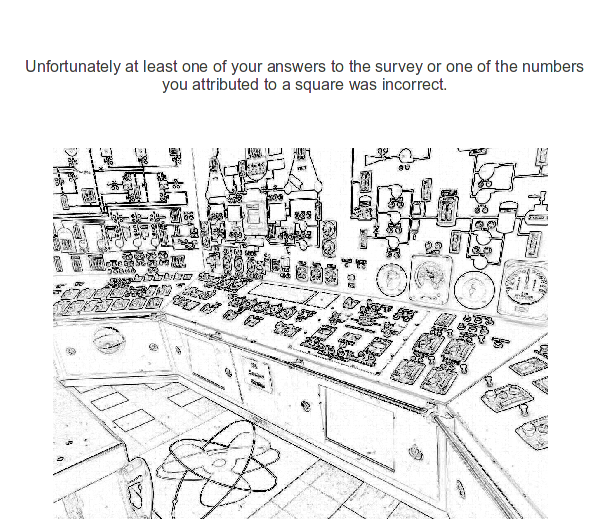 Unfortunately at least one of your answers to the survey or one of the numbers
you attributed to a square was incorrect.